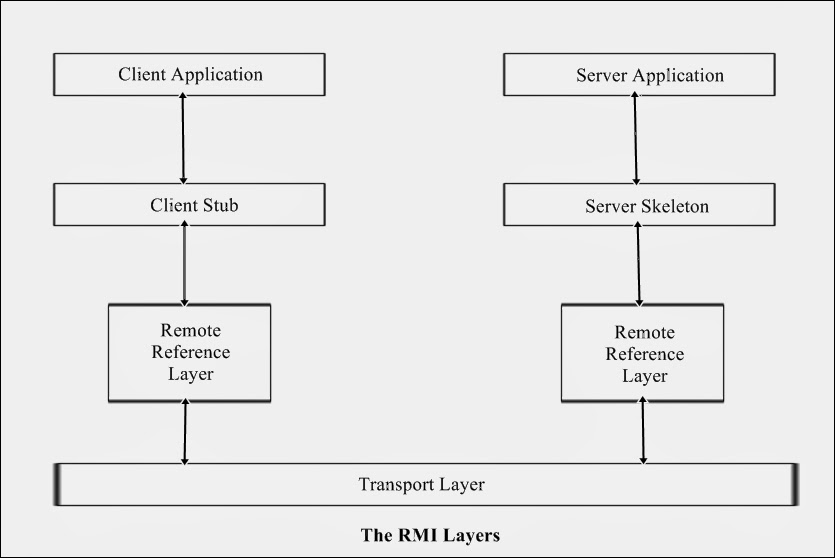 Client Application
Server Application
Client Stub
Server Skeleton
Remote
Reference
Layer
Remote
Reference
Layer
Transport Layer
The RMI Layers